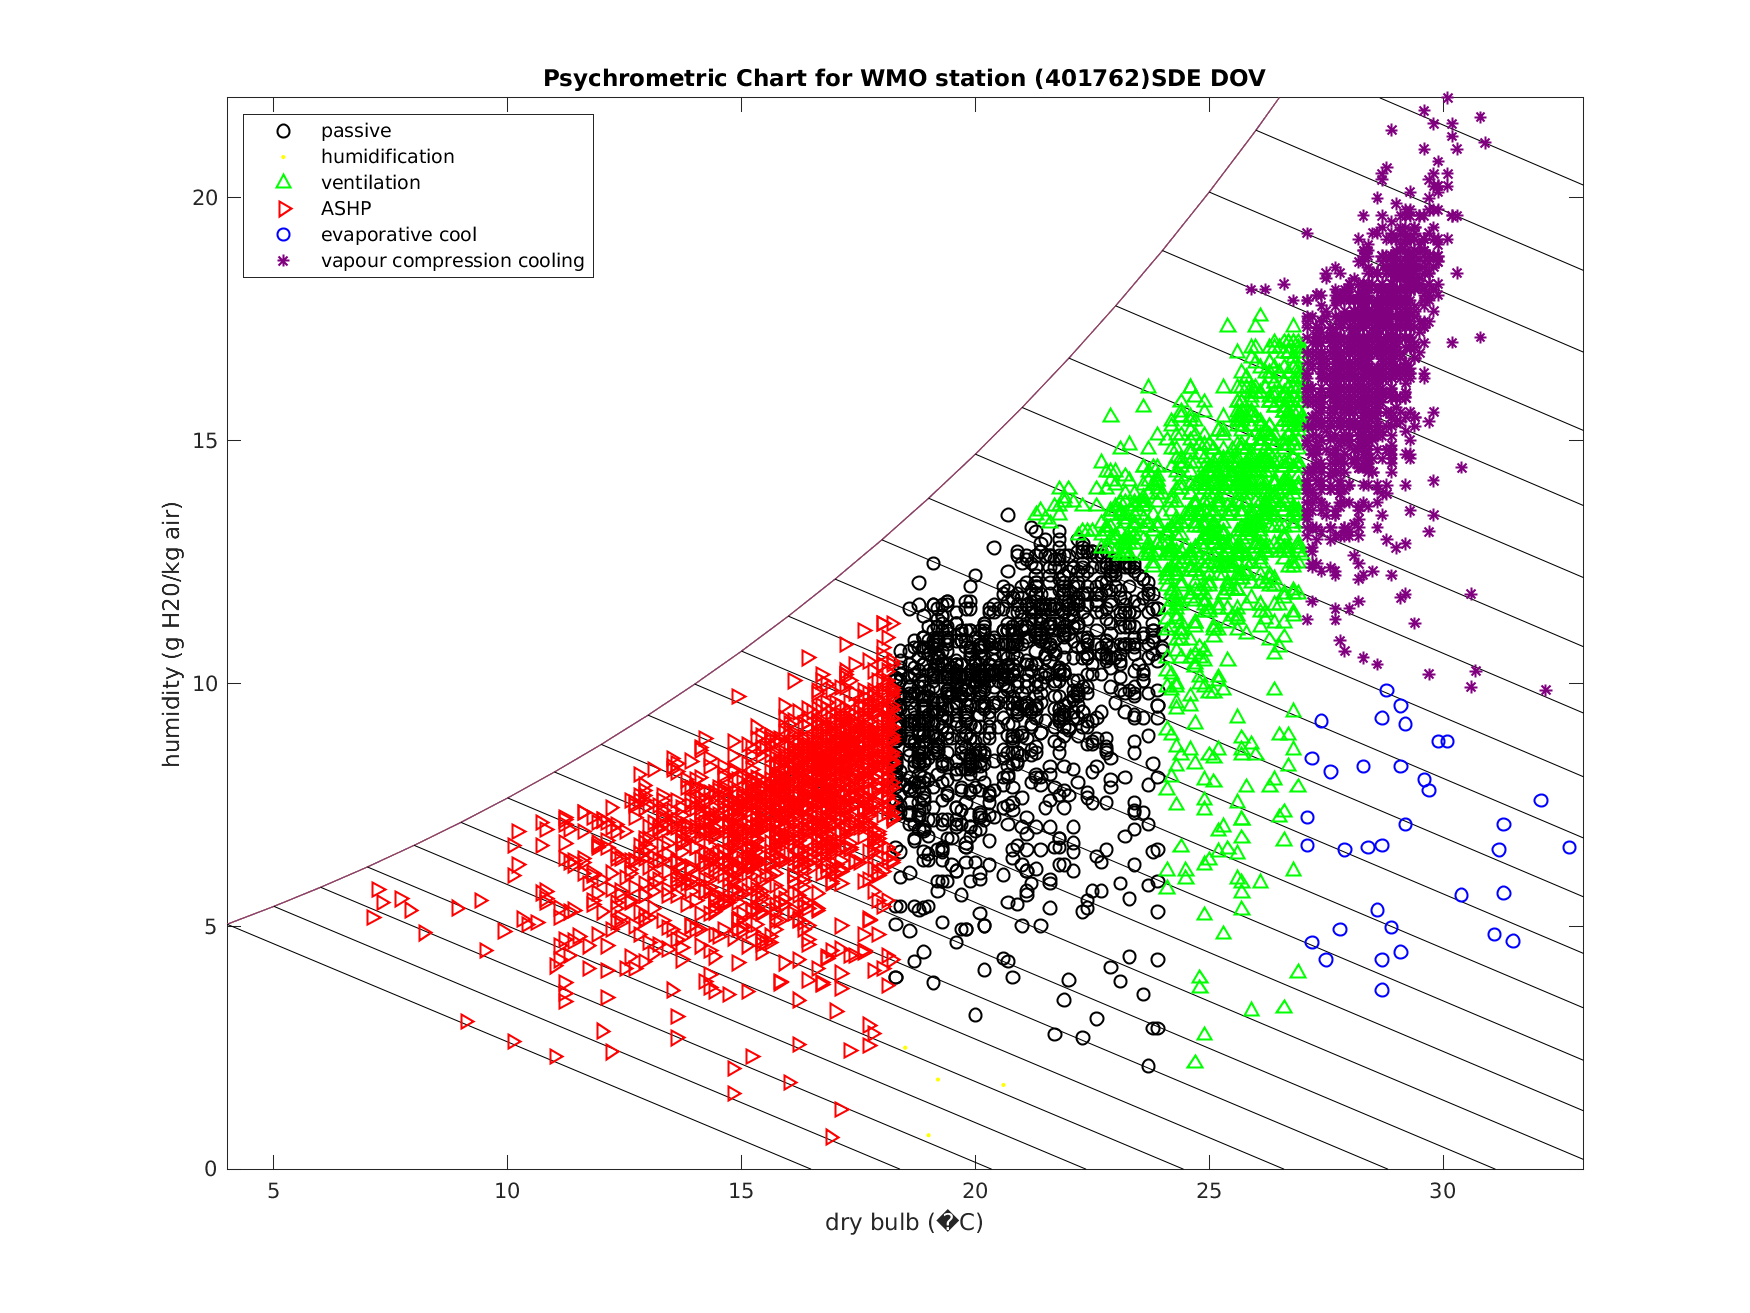 Psychrometric Chart for WMO station (401762)SDE DOV
passive
humidification
ventilation
ASHP
evaporative cool
vapour compression cooling
humidity (g H20/kg air)
20
15
10
5
0
5 10 15 20 25 30
dry bulb (�C)